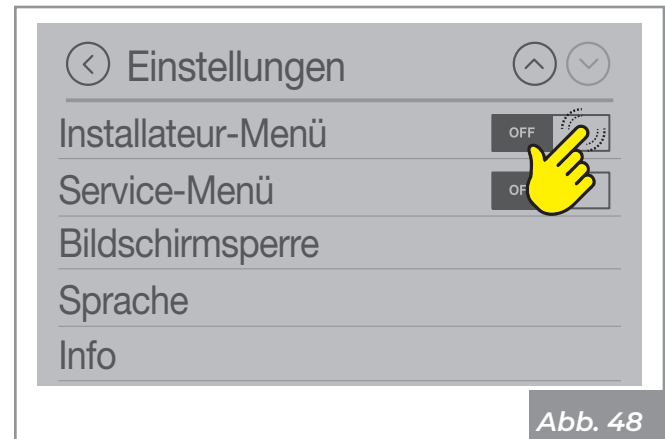 Einstellungen
Installateur-Menü OFF
Service-Menü
Bildschirmsperre
Sprache
Info
Abb. 48